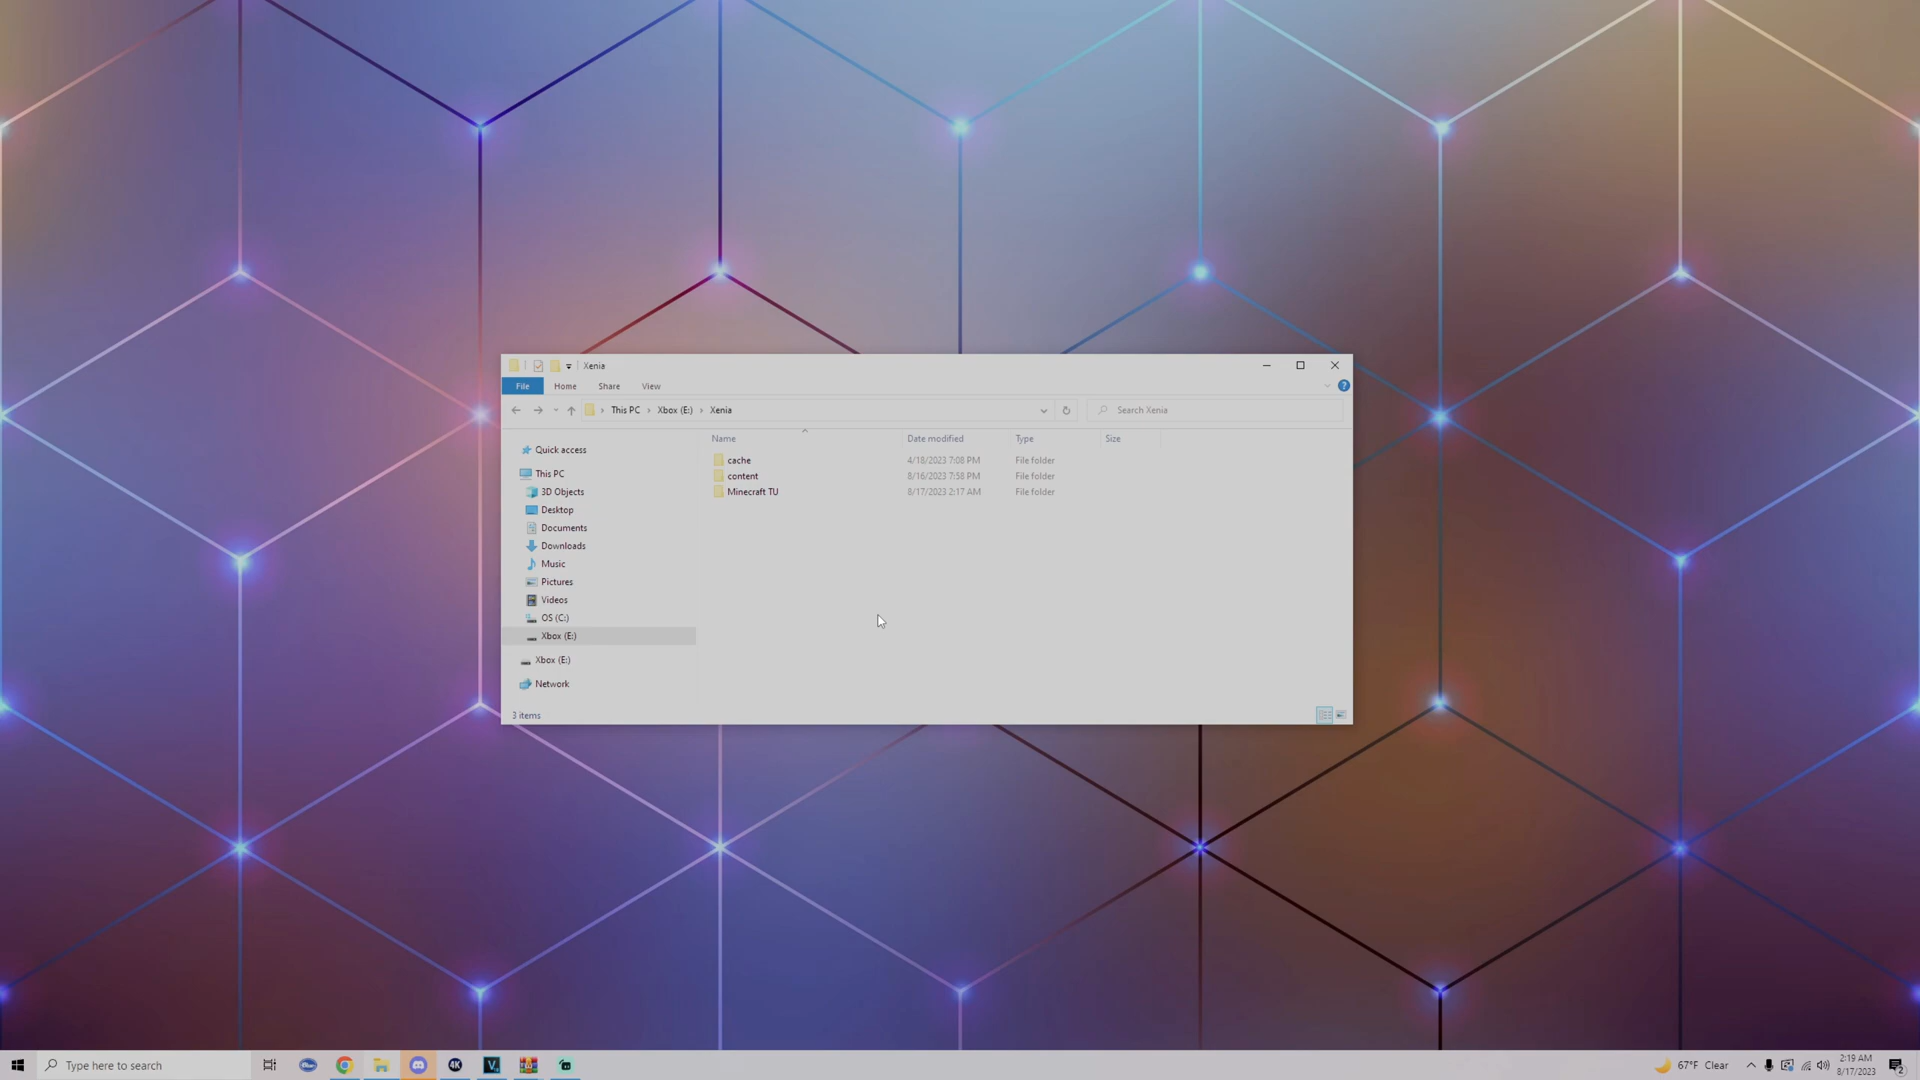 Xenia
File Home Share View
This PC Xbox (E:) Xenia Search Xenia
Name Date modified Type Size
Quick access
cache 4/18/2023 7:08 PM File folder
This PC
content 8/16/2023 7:58 PM File folder
3D Objects
Minecraft TU 8/17/2023 2:17 AM File folder
Desktop
Documents
Downloads
Music
Pictures
Videos
OS (C:)
Xbox (E:)
Xbox (E:)
Network
3 items
Type here to search 4K V 67°F Clear 2:19 AM
8/17/2023 2